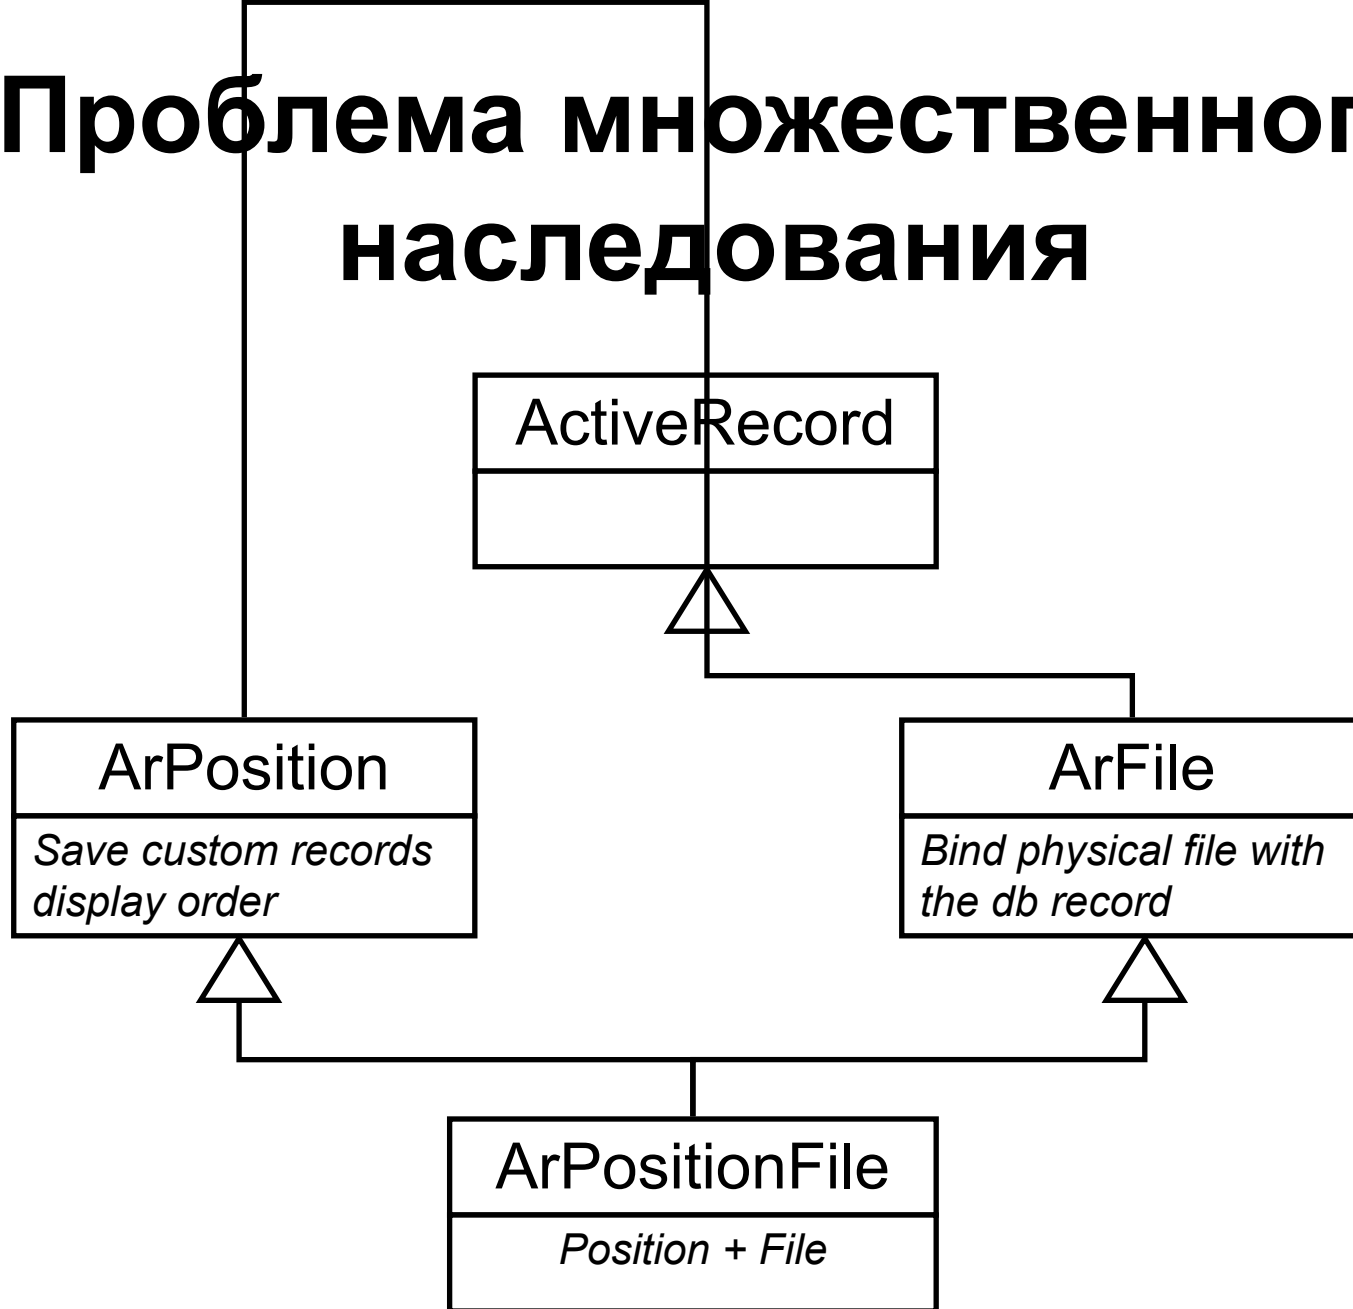 Проблема множественног
наследования
ActiveRecord
ArPosition
Save custom records
display order
ArFile
Bind physical file with
the db record
ArPositionFile
Position + File